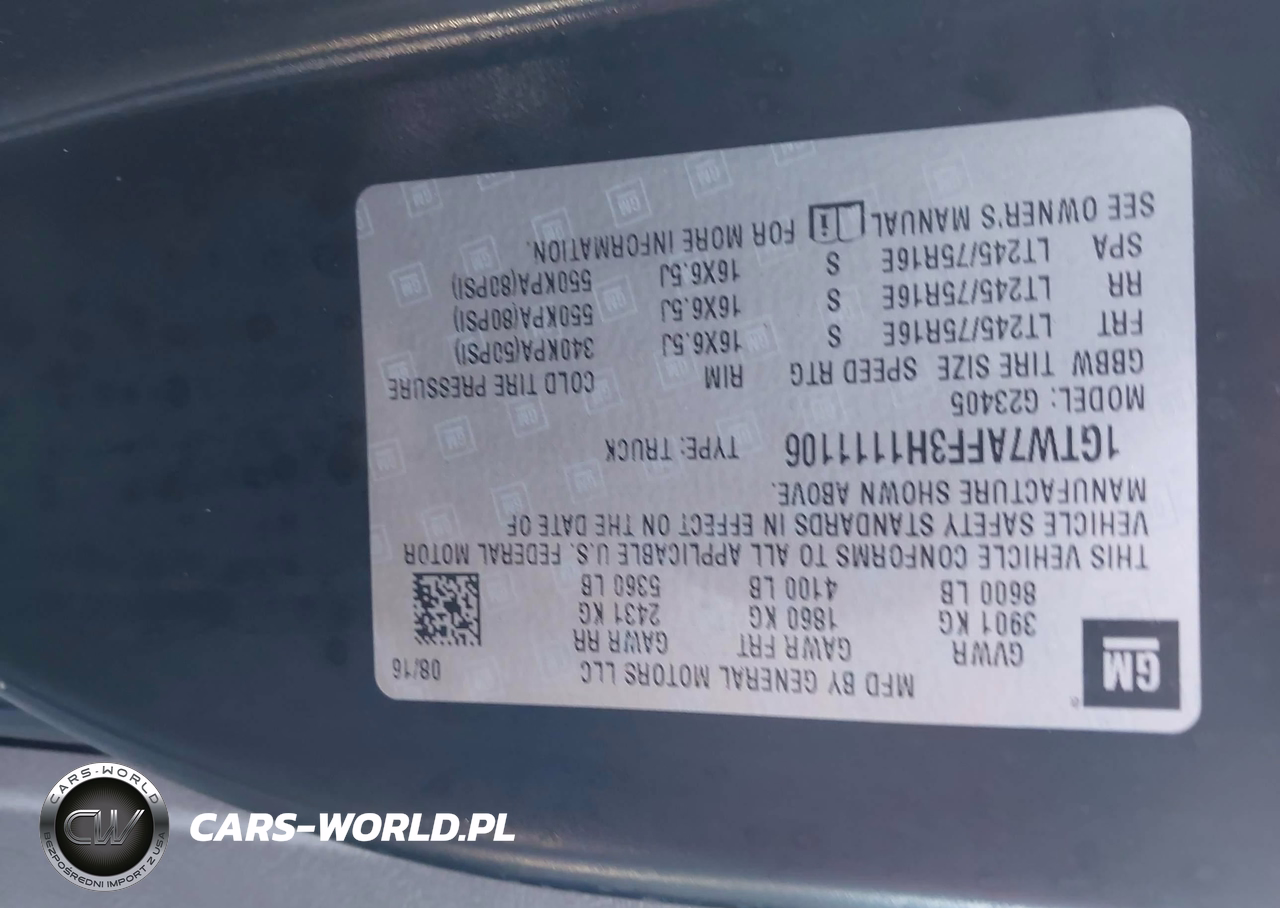 GM
®
MFD BY GENERAL MOTORS LLC 08/16
GVWR GAWR FRT GAWR RR
3901 KG 1860 KG 2431 KG
8600 LB 4100 LB 5360 LB
THIS VEHICLE CONFORMS TO ALL APPLICABLE U.S. FEDERAL MOTOR
VEHICLE SAFETY STANDARDS IN EFFECT ON THE DATE OF
MANUFACTURE SHOWN ABOVE.
1GTW7AFF3H1111106 TYPE: TRUCK
MODEL: G23405
GBBW TIRE SIZE SPEED RTG RIM COLD TIRE PRESSURE
FRT LT245/75R16E S 16X6.5J 340KPA(50PSI)
RR LT245/75R16E S 16X6.5J 550KPA(80PSI)
SPA LT245/75R16E S 16X6.5J 550KPA(80PSI)
SEE OWNER'S MANUAL i FOR MORE INFORMATION.
CARS-WORLD
CW
BEZPOŚREDNI IMPORT Z USA
CARS-WORLD.PL